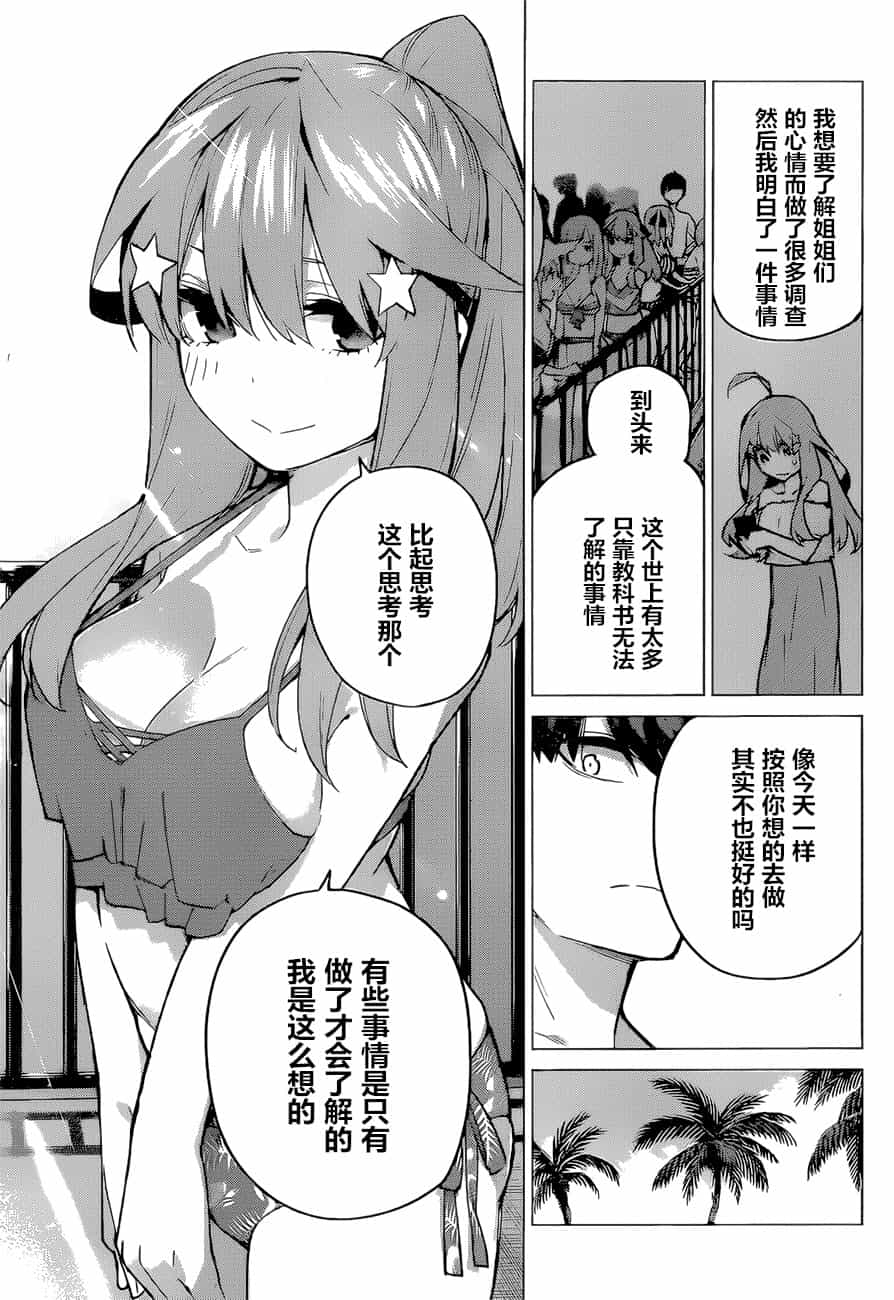 我想要了解姐姐们
的心情而做了很多调查
然后我明白了一件事情
到头来
这个世上有太多
只靠教科书无法
了解的事情
像今天一样
按照你想的去做
其实不也挺好的吗
比起思考
这个思考那个
有些事情是只有
做了才会了解的
我是这么想的